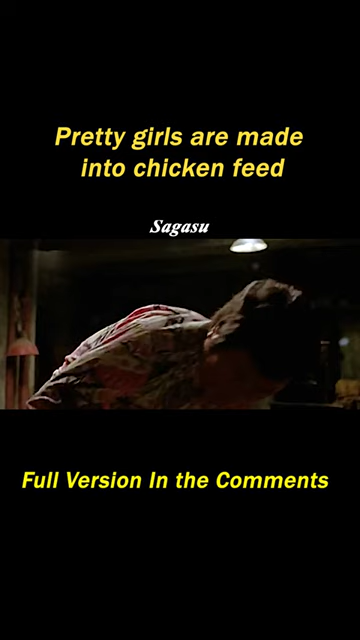 Pretty girls are made
into chicken feed
Sagasu
Full Version In the Comments